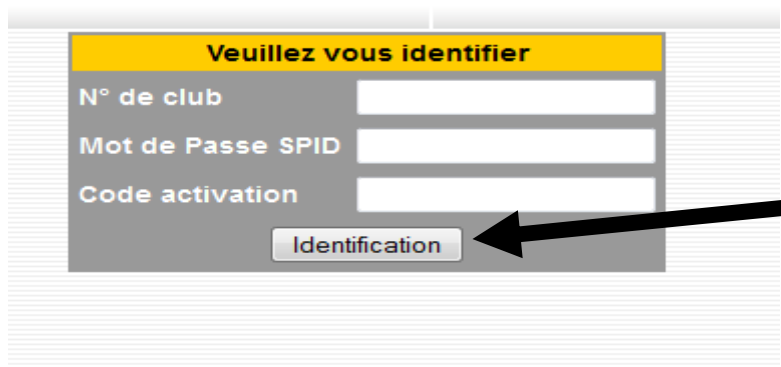 Veuillez vous identifier
N° de club
Mot de Passe SPID
Code activation
Identification